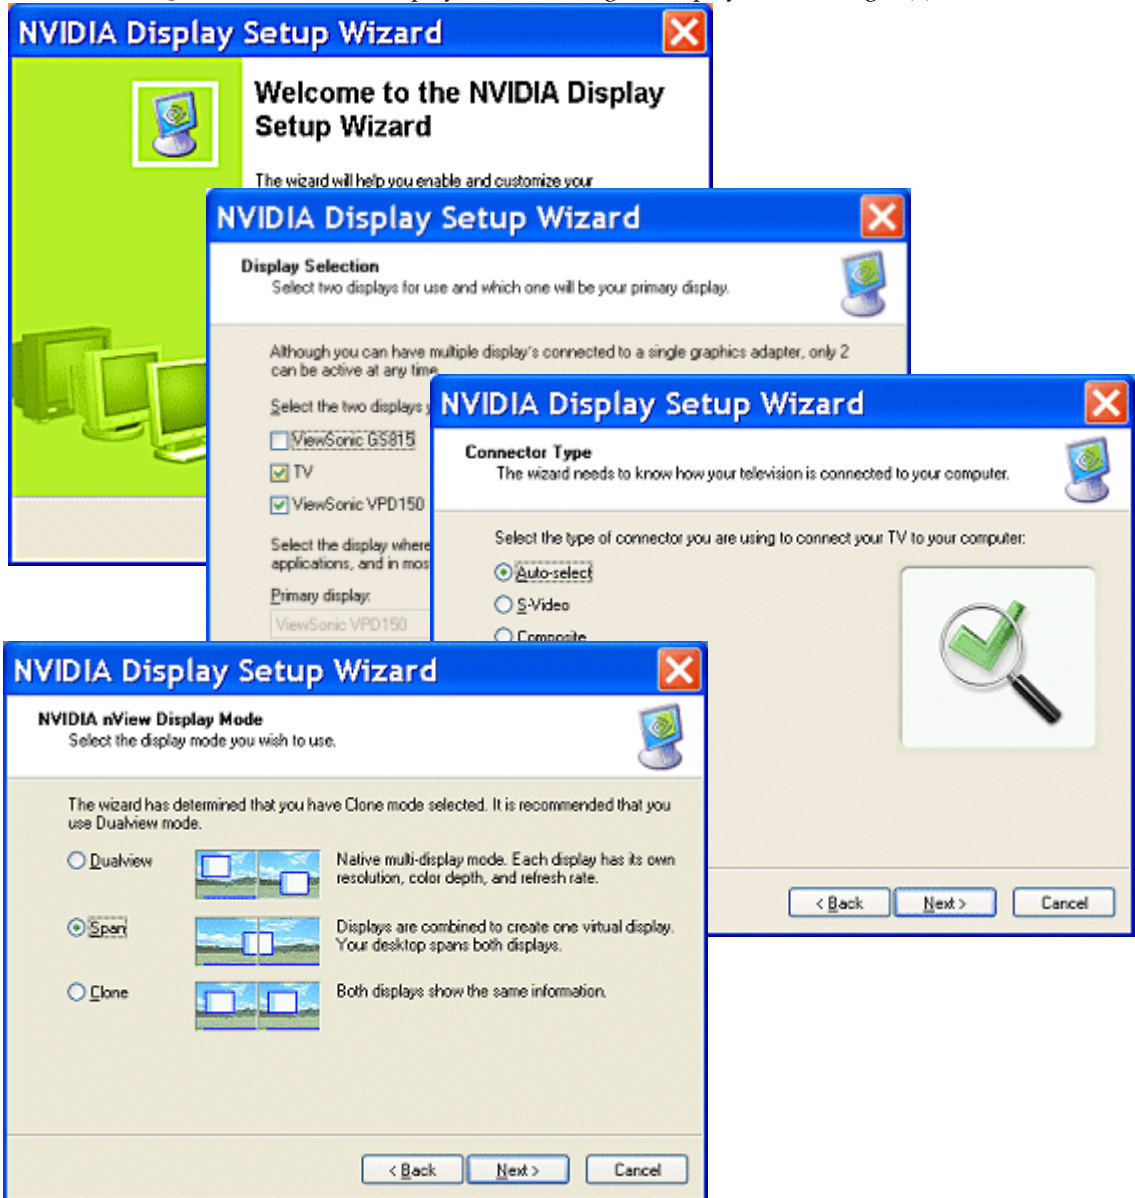 NVIDIA Display Setup Wizard
Welcome to the NVIDIA Display
Setup Wizard
The wizard will help you enable and customize your
NVIDIA Display Setup Wizard
Display Selection
Select two displays for use and which one will be your primary display.
Although you can have multiple display's connected to a single graphics adapter, only 2
can be active at any time.
Select the two displays
ViewSonic GS815
TV
ViewSonic VPD150
Select the display where
applications, and in mos
Primary display:
ViewSonic VPD150
NVIDIA Display Setup Wizard
Connector Type
The wizard needs to know how your television is connected to your computer.
Select the type of connector you are using to connect your TV to your computer:
Auto-select
S-Video
Composite
< Back
Next >
Cancel
NVIDIA Display Setup Wizard
NVIDIA nView Display Mode
Select the display mode you wish to use.
The wizard has determined that you have Clone mode selected. It is recommended that you
use Dualview mode.
Dualview
Native multi-display mode. Each display has its own
resolution, color depth, and refresh rate.
Span
Displays are combined to create one virtual display.
Your desktop spans both displays.
Clone
Both displays show the same information.
< Back
Next >
Cancel